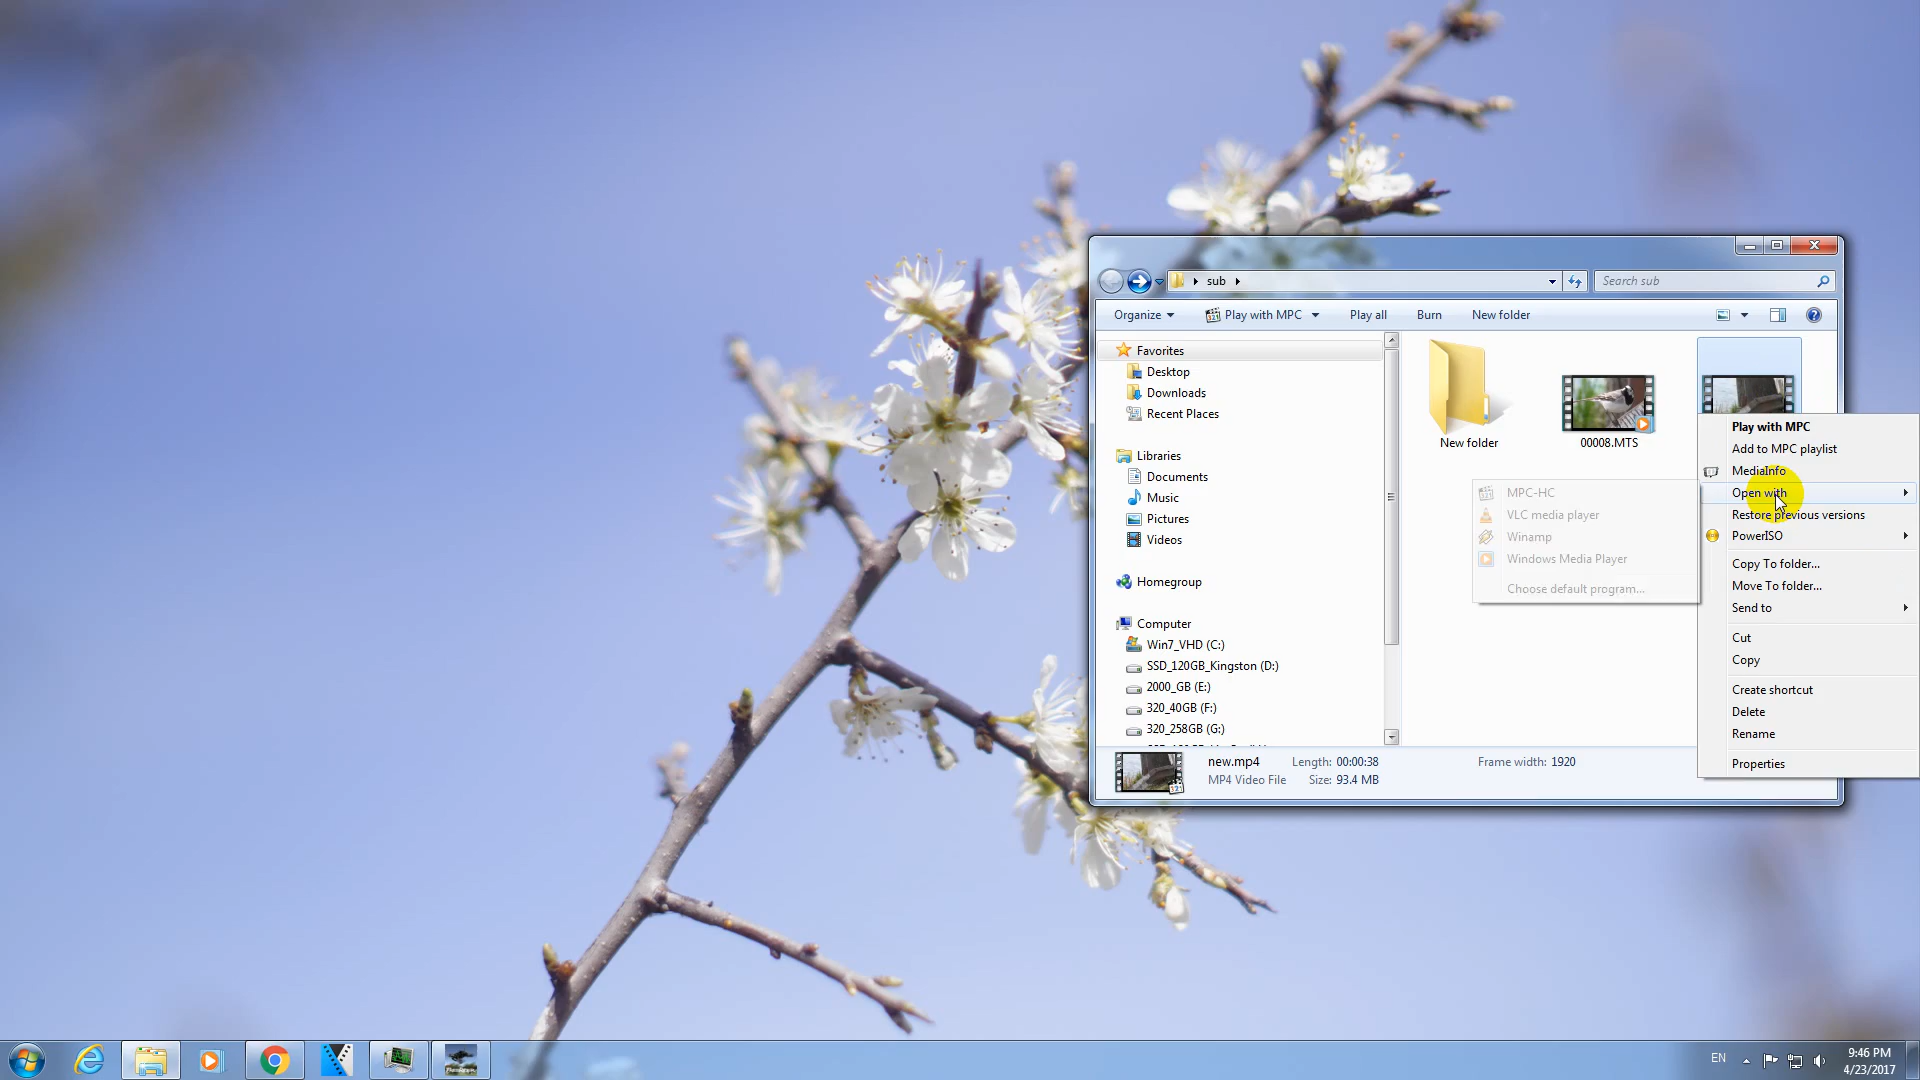 sub
Search sub
Organize
Play with MPC
Play all
Burn
New folder
Favorites
Desktop
Downloads
Recent Places
Libraries
Documents
Music
Pictures
Videos
Homegroup
Computer
Win7_VHD (C:)
SSD_120GB_Kingston (D:)
2000_GB (E:)
320_40GB (F:)
320_258GB (G:)
New folder
00008.MTS
Play with MPC
Add to MPC playlist
MediaInfo
Open with
Restore previous versions
PowerISO
Copy To folder...
Move To folder...
Send to
Cut
Copy
Create shortcut
Delete
Rename
Properties
MPC-HC
VLC media player
Winamp
Windows Media Player
Choose default program...
new.mp4 Length: 00:00:38 Frame width: 1920
MP4 Video File Size: 93.4 MB
EN
9:46 PM
4/23/2017